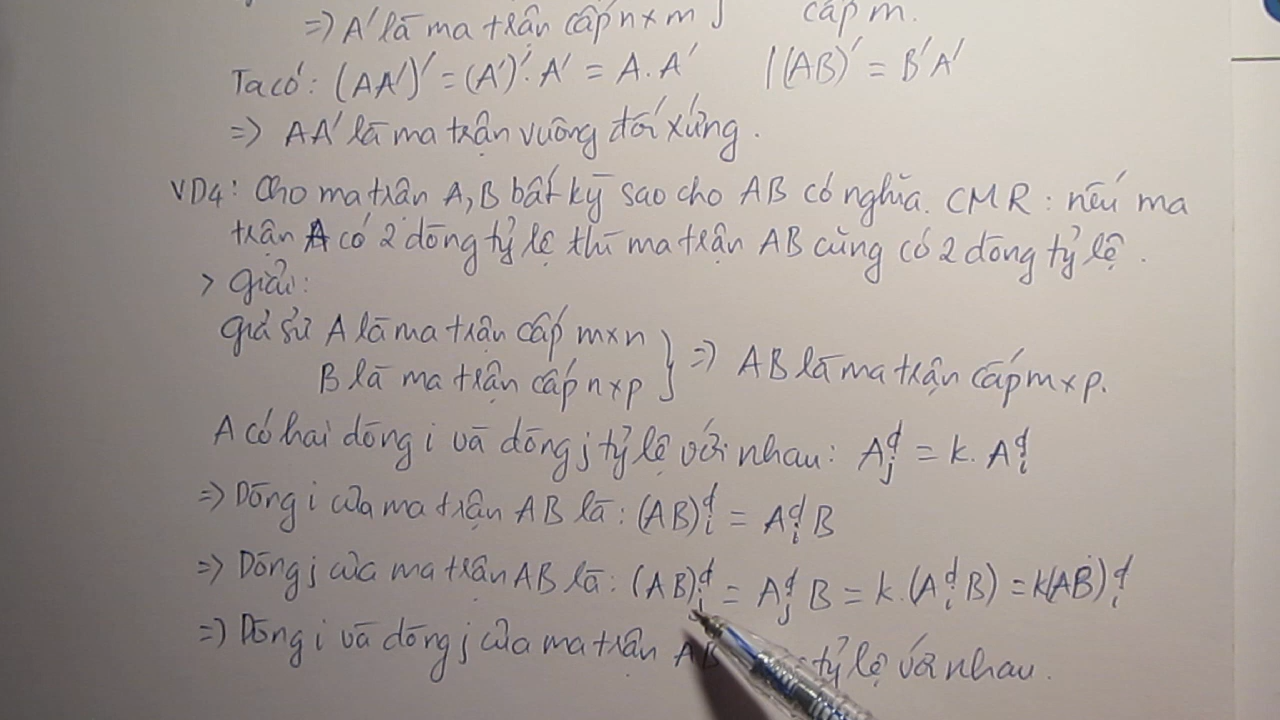 => A' là ma trận cấp n x m } cấp m.
Ta có: (AA')' = (A')'. A' = A. A' | (AB)' = B'A'
=> AA' là ma trận vuông đối xứng.
VD4: Cho ma trân A, B bất kỳ sao cho AB có nghĩa. CMR: nếu ma
trận A có 2 dòng tỷ lệ thì ma trận AB cũng có 2 dòng tỷ lệ.
> Giải:
Giả sử A là ma trận cấp m x n
B là ma trận cấp n x p } => AB là ma trận cấp m x p.
A có hai dòng i và dòng j tỷ lệ với nhau: A_j^d = k. A_i^d
=> Dòng i của ma trận AB là: (AB)_i^d = A_i^d B
=> Dòng j của ma trận AB là: (AB)_j^d = A_j^d B = k. (A_i^d B) = k(AB)_i^d
=> Dòng i và dòng j của ma trận AB tỷ lệ với nhau.